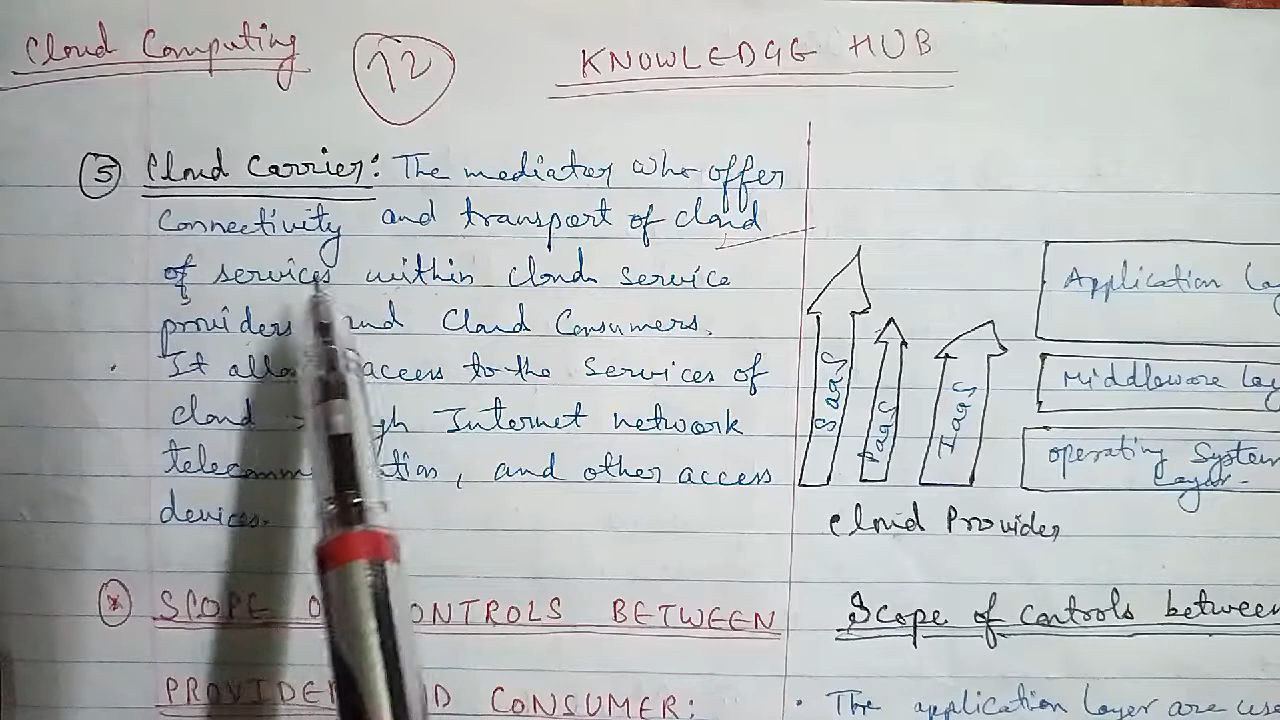 Cloud Computing
12
KNOWLEDGE HUB
5 Cloud Carrier: The mediator who offer
Connectivity and transport of cloud
of services within cloud service
providers and Cloud Consumers.
It access to the services of
cloud Internet network
, and other access
devices.
* SCOPE CONTROLS BETWEEN
CONSUMER:
SaaS
PaaS
IaaS
Application
Middleware
Operating System
Layer
Cloud Provider
Scope of Controls between
• The application layer are